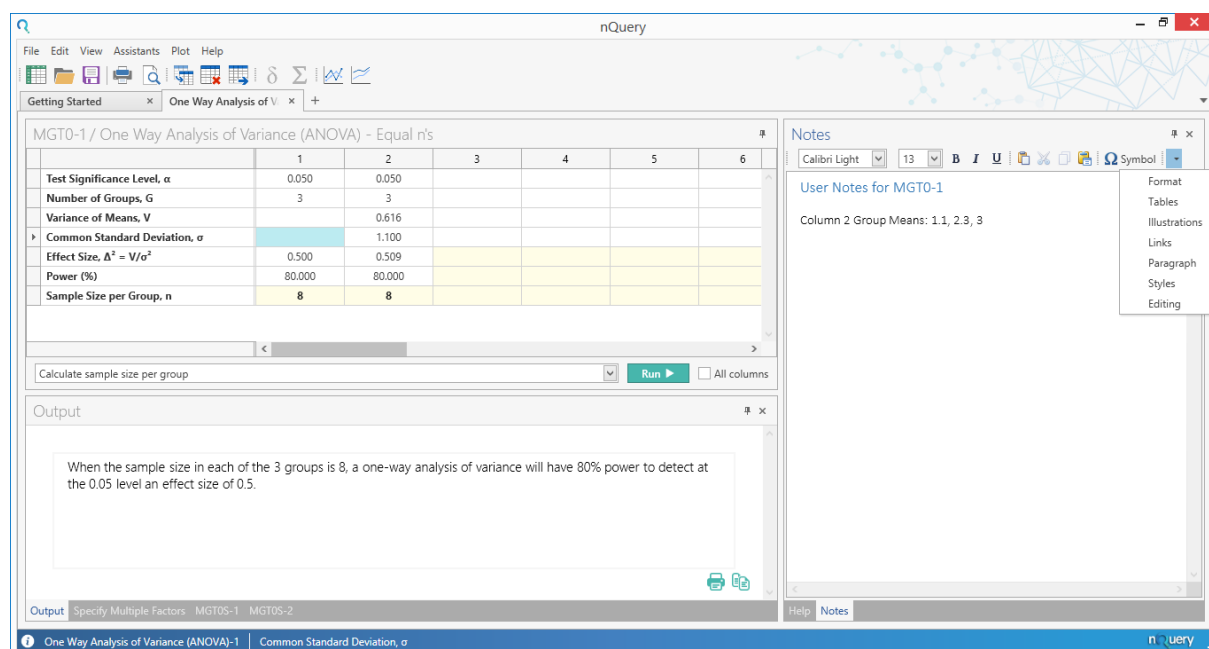 nQuery
File Edit View Assistants Plot Help
δ Σ
Getting Started × One Way Analysis of V × +
MGT0-1 / One Way Analysis of Variance (ANOVA) - Equal n's
1 2 3 4 5 6
Test Significance Level, α 0.050 0.050
Number of Groups, G 3 3
Variance of Means, V 0.616
Common Standard Deviation, σ 1.100
Effect Size, Δ² = V/σ² 0.500 0.509
Power (%) 80.000 80.000
Sample Size per Group, n 8 8
Calculate sample size per group Run All columns
Output
When the sample size in each of the 3 groups is 8, a one-way analysis of variance will have 80% power to detect at
the 0.05 level an effect size of 0.5.
Output Specify Multiple Factors MGT0S-1 MGT0S-2
Notes
Calibri Light 13 B I U Ω Symbol
User Notes for MGT0-1
Column 2 Group Means: 1.1, 2.3, 3
Format
Tables
Illustrations
Links
Paragraph
Styles
Editing
Help Notes
One Way Analysis of Variance (ANOVA)-1 Common Standard Deviation, σ nQuery